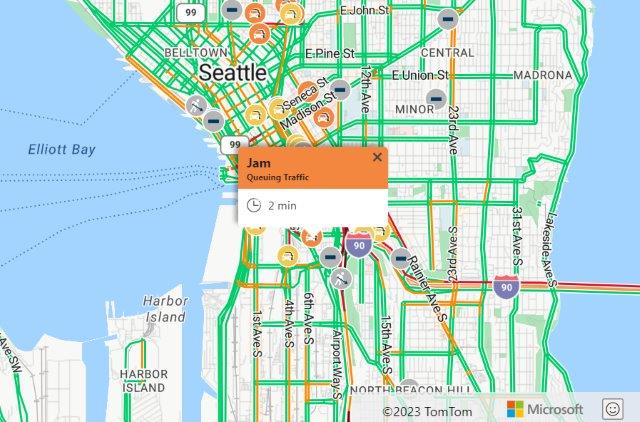 99
E John St
BELLTOWN
E Pine St
CENTRAL
Seattle
E Union St
MADRONA
Seneca St
12th Ave
Madison St
MINOR
23rd Ave
99
Elliott Bay
Jam
Queuing Traffic
2 min
31st Ave S
Lakeside Ave S
23rd Ave S
90
Rainier Ave S
90
Harbor
Island
1st Ave S
4th Ave S
6th Ave S
Airport Way S
15th Ave S
Ave SW
HARBOR
ISLAND
NORTH BEACON HILL
©2023 TomTom
Microsoft